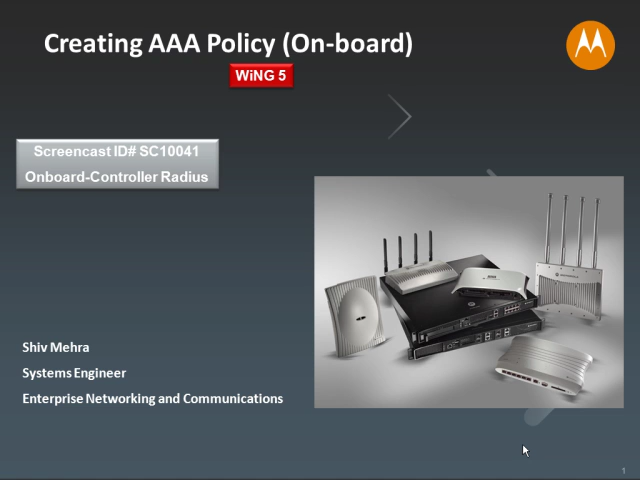 Creating AAA Policy (On-board)
WiNG 5
Screencast ID# SC10041
Onboard-Controller Radius
Shiv Mehra
Systems Engineer
Enterprise Networking and Communications
1